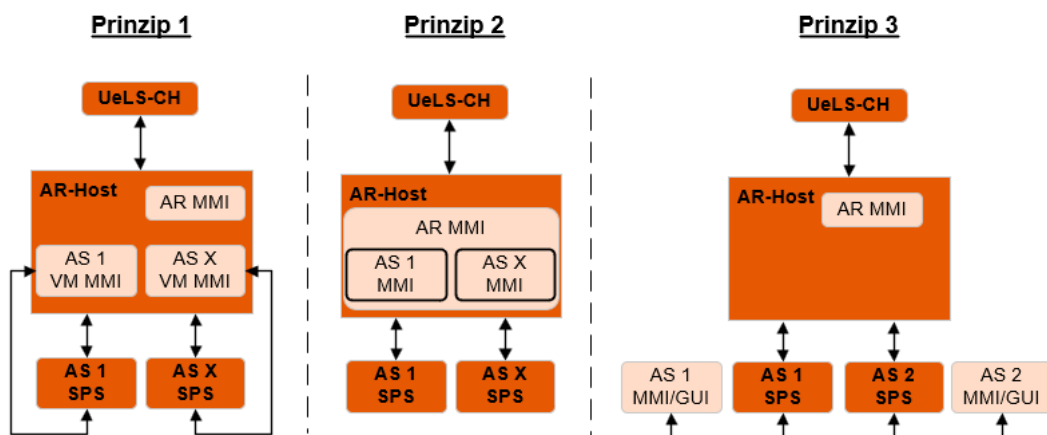 Prinzip 1
UeLS-CH
AR-Host
AR MMI
AS 1
VM MMI
AS X
VM MMI
AS 1
SPS
AS X
SPS
Prinzip 2
UeLS-CH
AR-Host
AR MMI
AS 1
MMI
AS X
MMI
AS 1
SPS
AS X
SPS
Prinzip 3
UeLS-CH
AR-Host
AR MMI
AS 1
MMI/GUI
AS 1
SPS
AS 2
SPS
AS 2
MMI/GUI